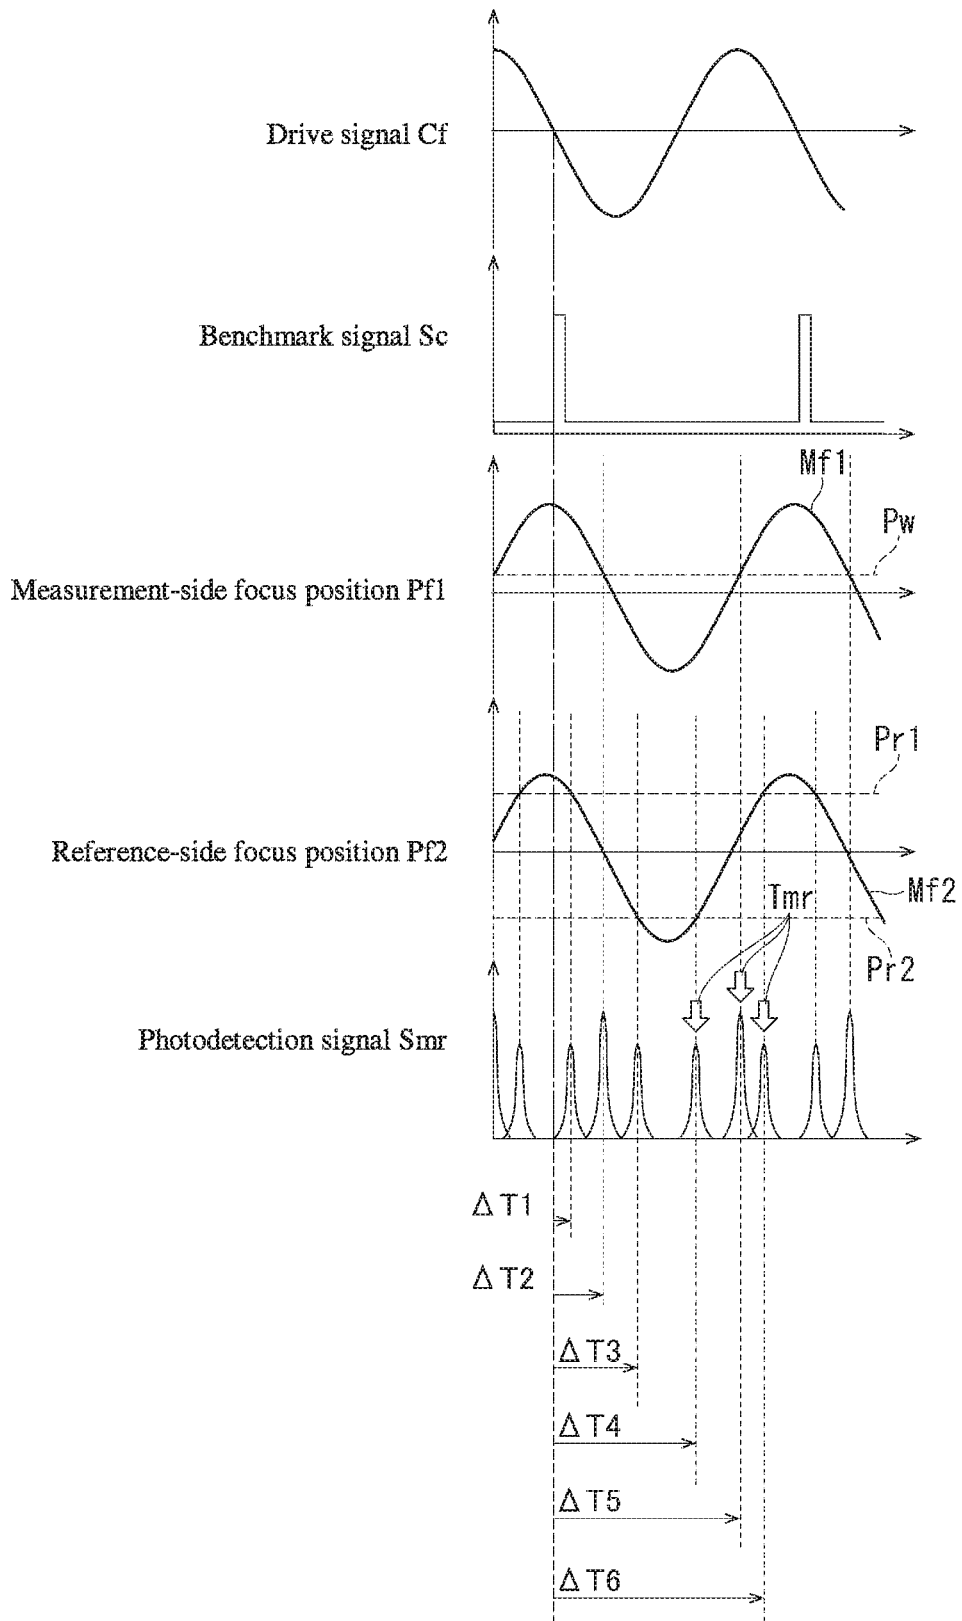 Drive signal Cf
Benchmark signal Sc
Mf1
Pw
Measurement-side focus position Pf1
Pr1
Reference-side focus position Pf2
Mf2
Tmr
Pr2
Photodetection signal Smr
ΔT1
ΔT2
ΔT3
ΔT4
ΔT5
ΔT6